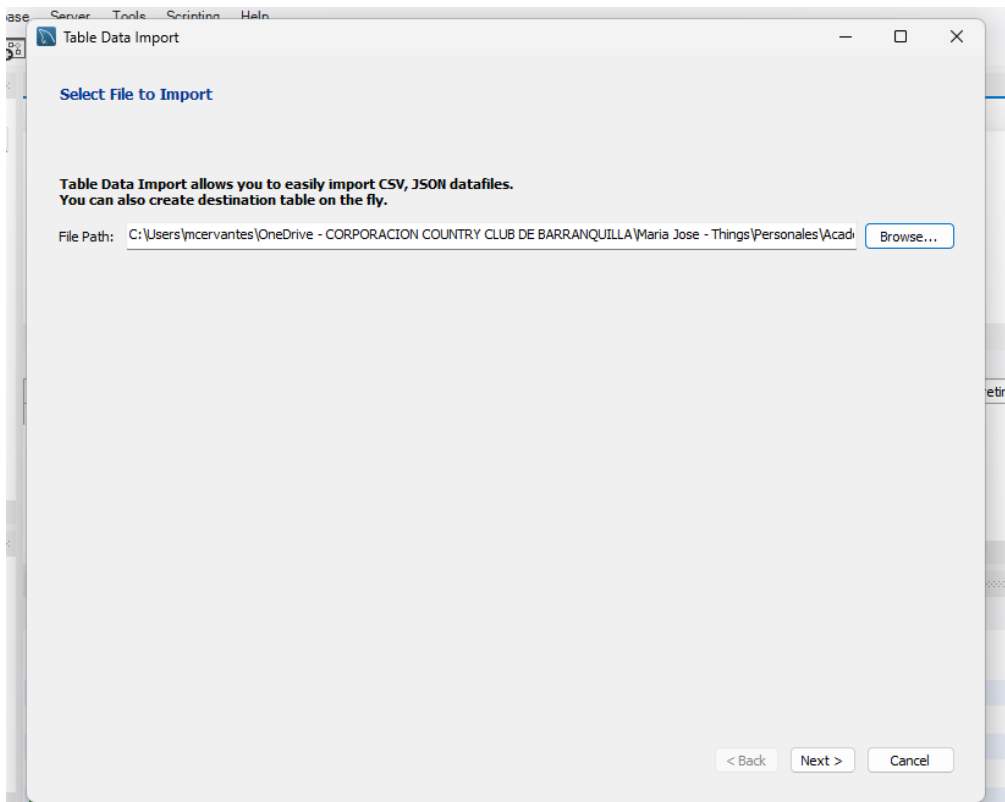 Server Tools Scripting Help
Table Data Import
Select File to Import
Table Data Import allows you to easily import CSV, JSON datafiles.
You can also create destination table on the fly.
File Path: C:\Users\mcervantes\OneDrive - CORPORACION COUNTRY CLUB DE BARRANQUILLA\Maria Jose - Things\Personales\Acad
Browse...
< Back Next > Cancel